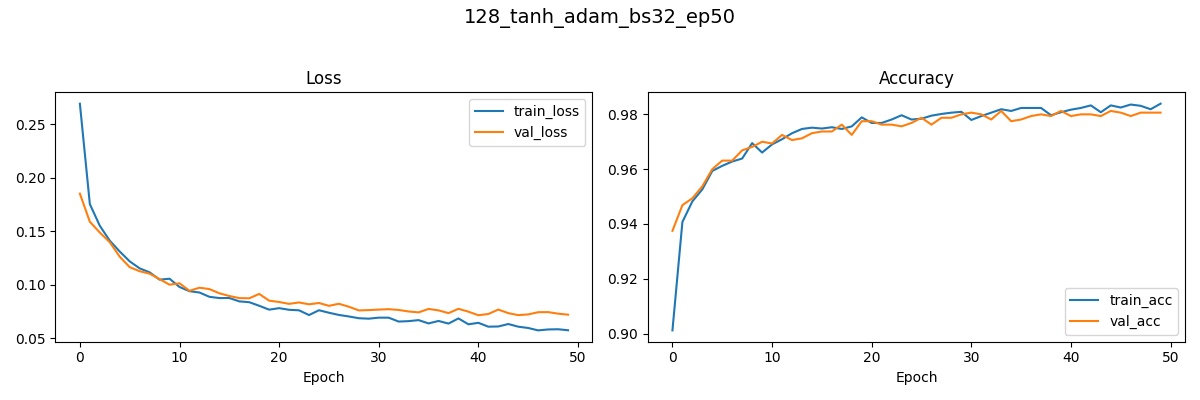 128_tanh_adam_bs32_ep50
Loss
train_loss
val_loss
0.25
0.20
0.15
0.10
0.05
0 10 20 30 40 50
Epoch
Accuracy
0.98
0.96
0.94
0.92
0.90
train_acc
val_acc
0 10 20 30 40 50
Epoch